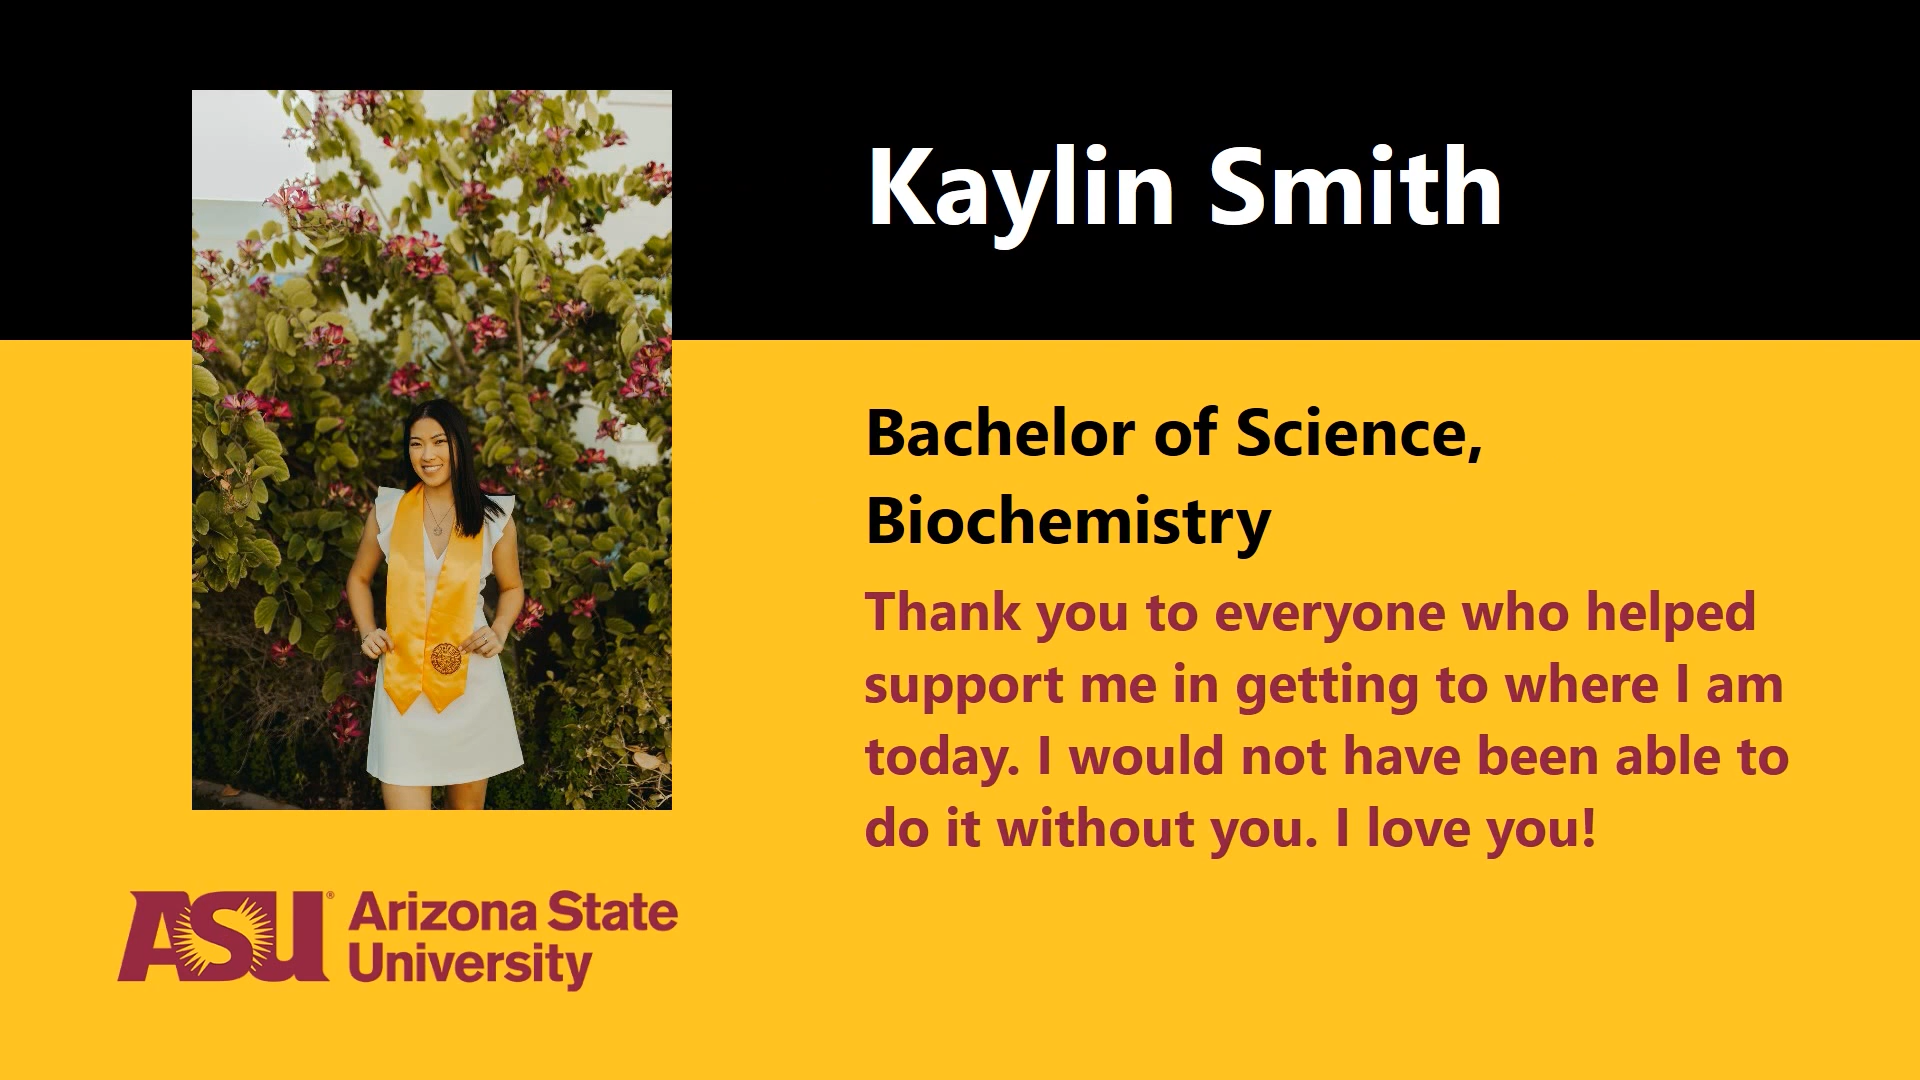 Kaylin Smith
Bachelor of Science,
Biochemistry
Thank you to everyone who helped
support me in getting to where I am
today. I would not have been able to
do it without you. I love you!
ASU® Arizona State
University